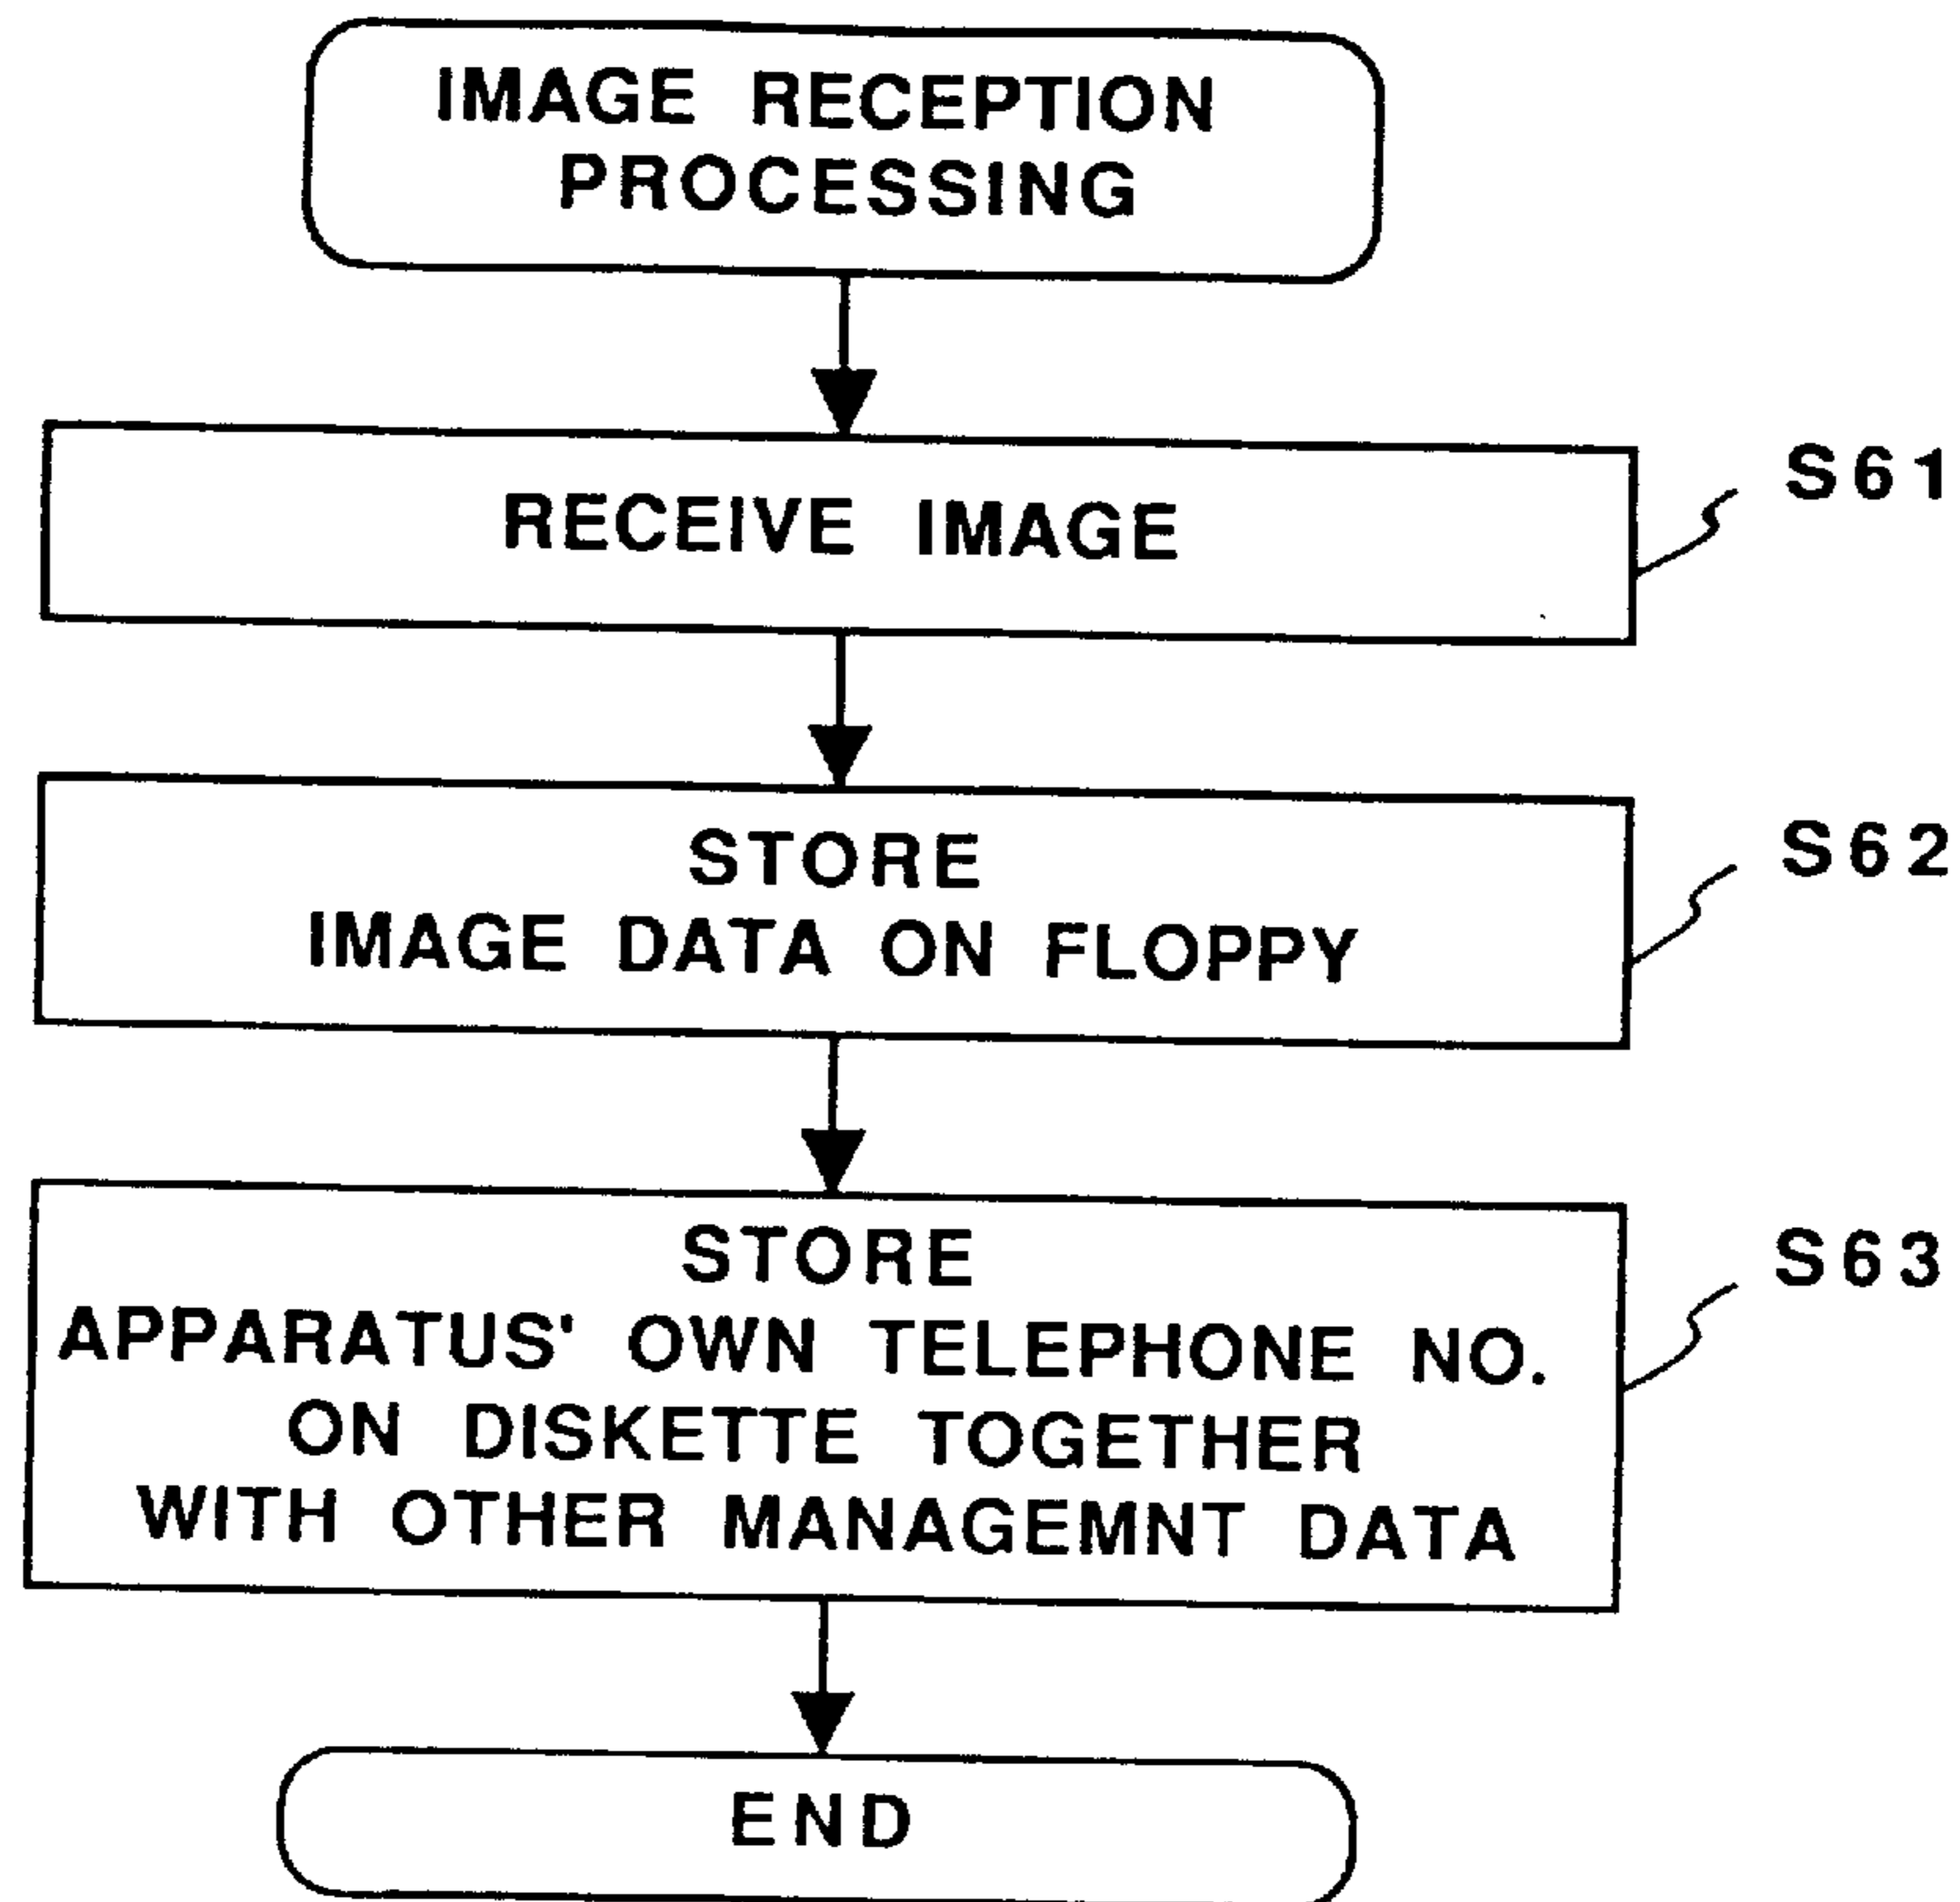 IMAGE RECEPTION
PROCESSING
RECEIVE IMAGE
S61
STORE
IMAGE DATA ON FLOPPY
S62
STORE
APPARATUS' OWN TELEPHONE NO.
ON DISKETTE TOGETHER
WITH OTHER MANAGEMNT DATA
S63
END